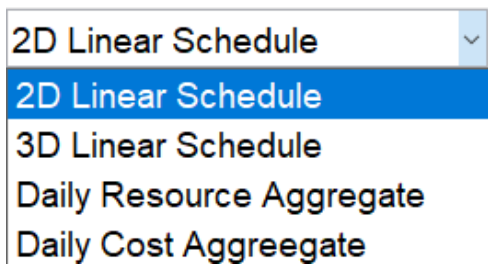 2D Linear Schedule
2D Linear Schedule
3D Linear Schedule
Daily Resource Aggregate
Daily Cost Aggreegate